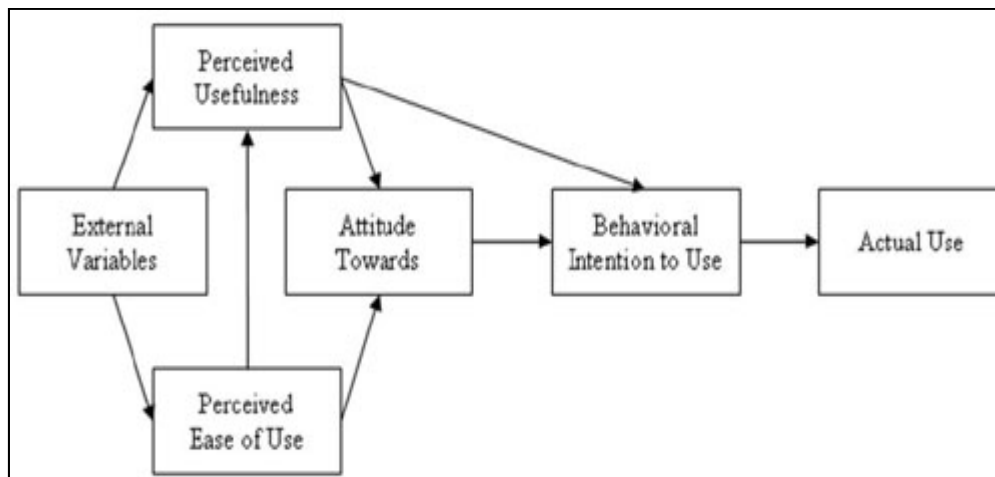 Perceived
Usefulness
External
Variables
Attitude
Towards
Behavioral
Intention to Use
Actual Use
Perceived
Ease of Use